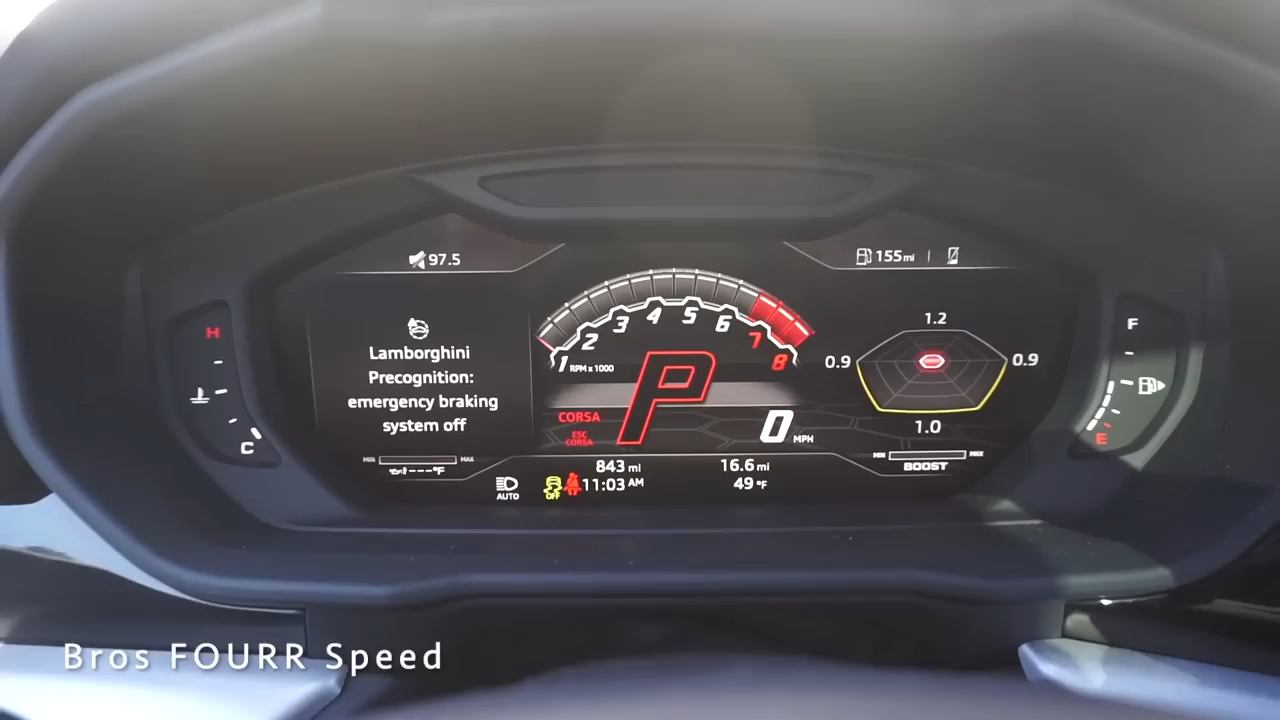 97.5
155mi
Lamborghini
Precognition:
emergency braking
system off
H
C
MIN MAX
---°F
1 2 3 4 5 6 7 8
RPM x 1000
P
CORSA
ESC
CORSA
0 MPH
843 mi
16.6 mi
AUTO
OFF
11:03 AM
49 °F
1.2
0.9
0.9
1.0
MIN MAX
BOOST
F
E
Bros FOURR Speed